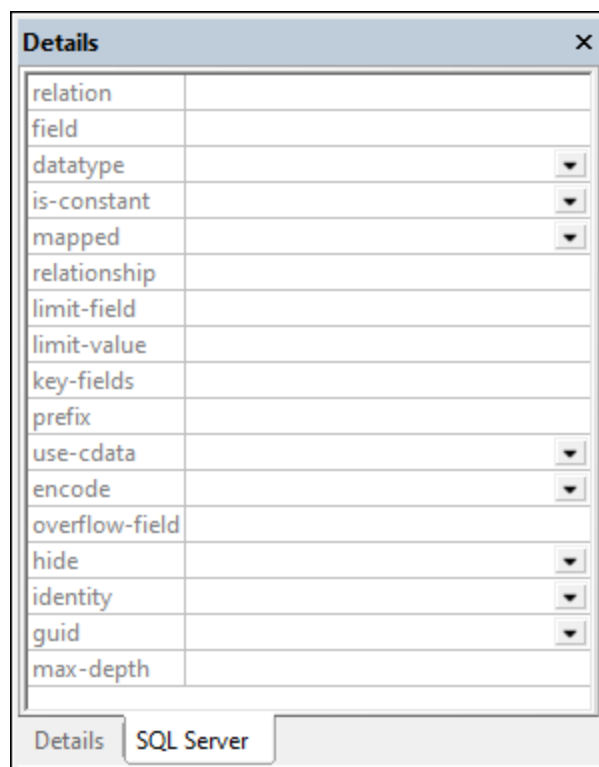 Details
relation
field
datatype
is-constant
mapped
relationship
limit-field
limit-value
key-fields
prefix
use-cdata
encode
overflow-field
hide
identity
guid
max-depth
Details SQL Server